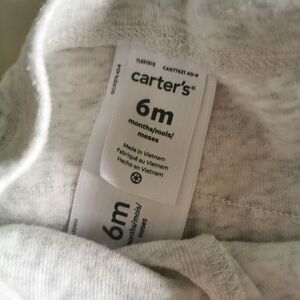 carter's®
6m
months/mois/
meses
Made in Vietnam
Fabriqué au Vietnam
Hecho en Vietnam
6m
months/mois/
meses